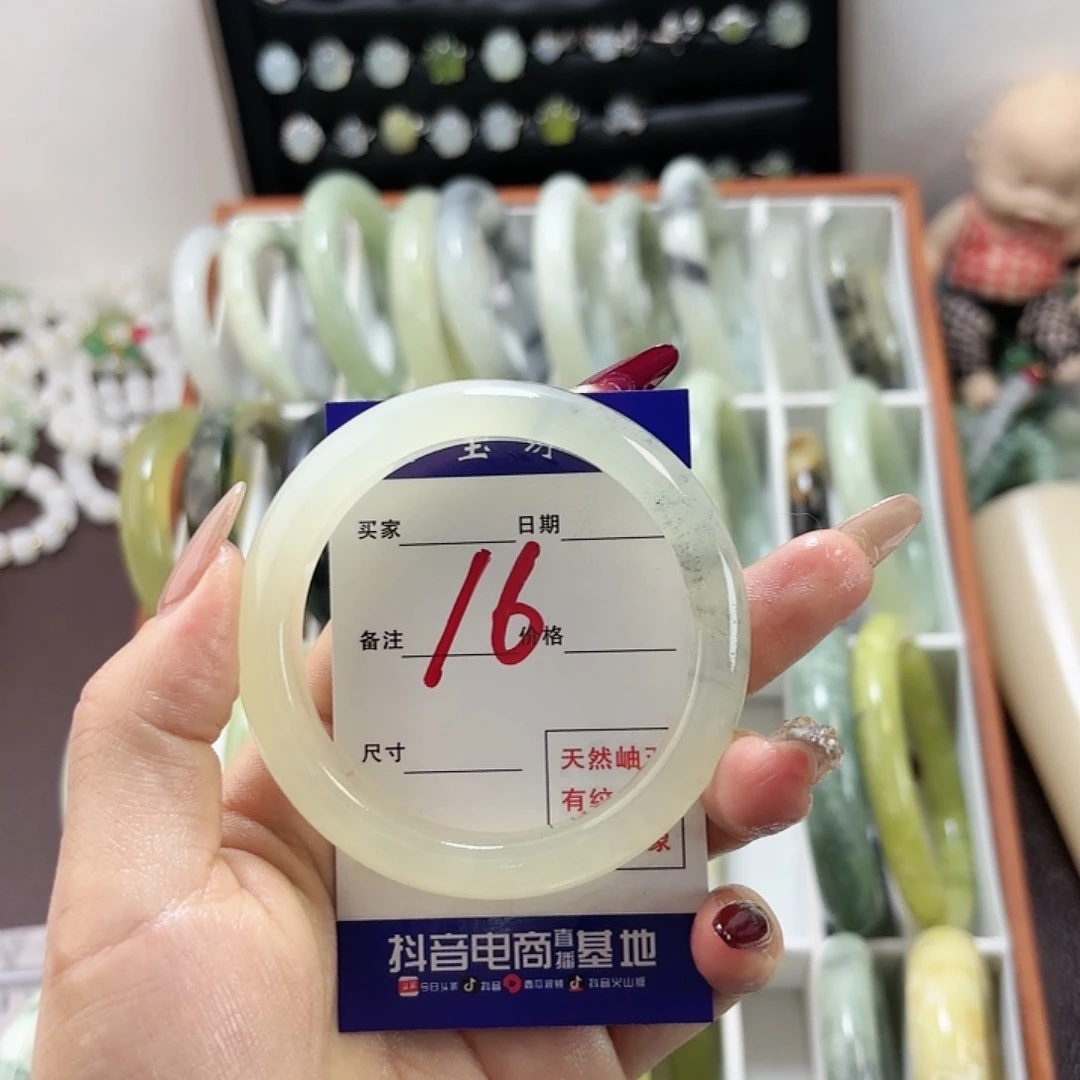 买家 日期
16
备注 价格
尺寸
天然岫
有纹
家
抖音电商直播基地
今日头条 抖音 西瓜视频 抖音火山版